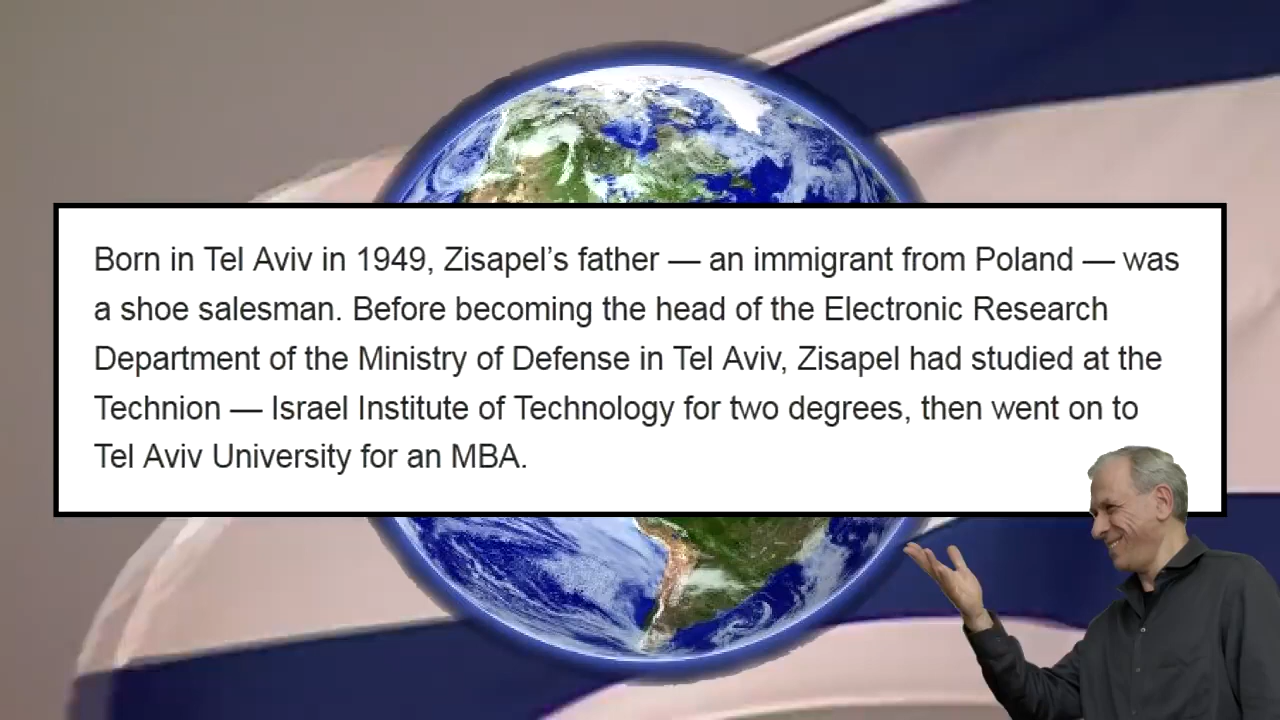 Born in Tel Aviv in 1949, Zisapel’s father — an immigrant from Poland — was
a shoe salesman. Before becoming the head of the Electronic Research
Department of the Ministry of Defense in Tel Aviv, Zisapel had studied at the
Technion — Israel Institute of Technology for two degrees, then went on to
Tel Aviv University for an MBA.